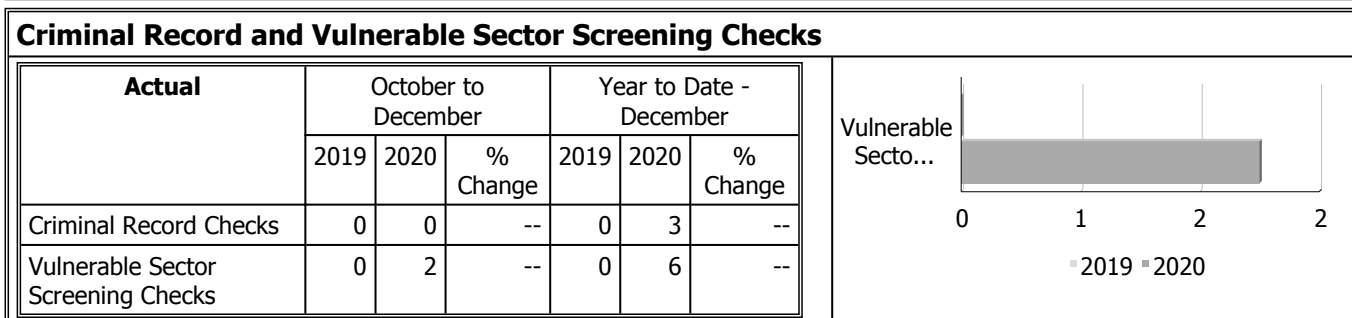 Criminal Record and Vulnerable Sector Screening Checks
Actual
October to
December
Year to Date -
December
2019 2020 %
Change
2019 2020 %
Change
Criminal Record Checks 0 0 -- 0 3 --
Vulnerable Sector
Screening Checks
0 2 -- 0 6 --
Vulnerable
Secto...
0 1 2 2
2019 2020